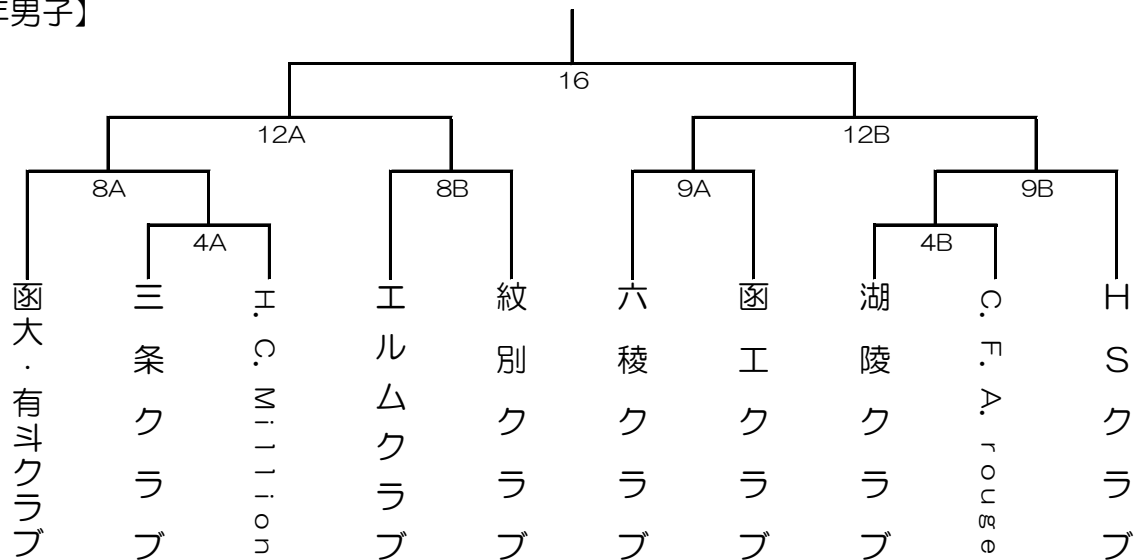 年男子】
16
12A
12B
8A
8B
9A
9B
4A
4B
函大・有斗クラブ
三条クラブ
H.C.Million
エルムクラブ
紋別クラブ
六稜クラブ
函工クラブ
湖陵クラブ
C.F.A.rouge
HSクラブ